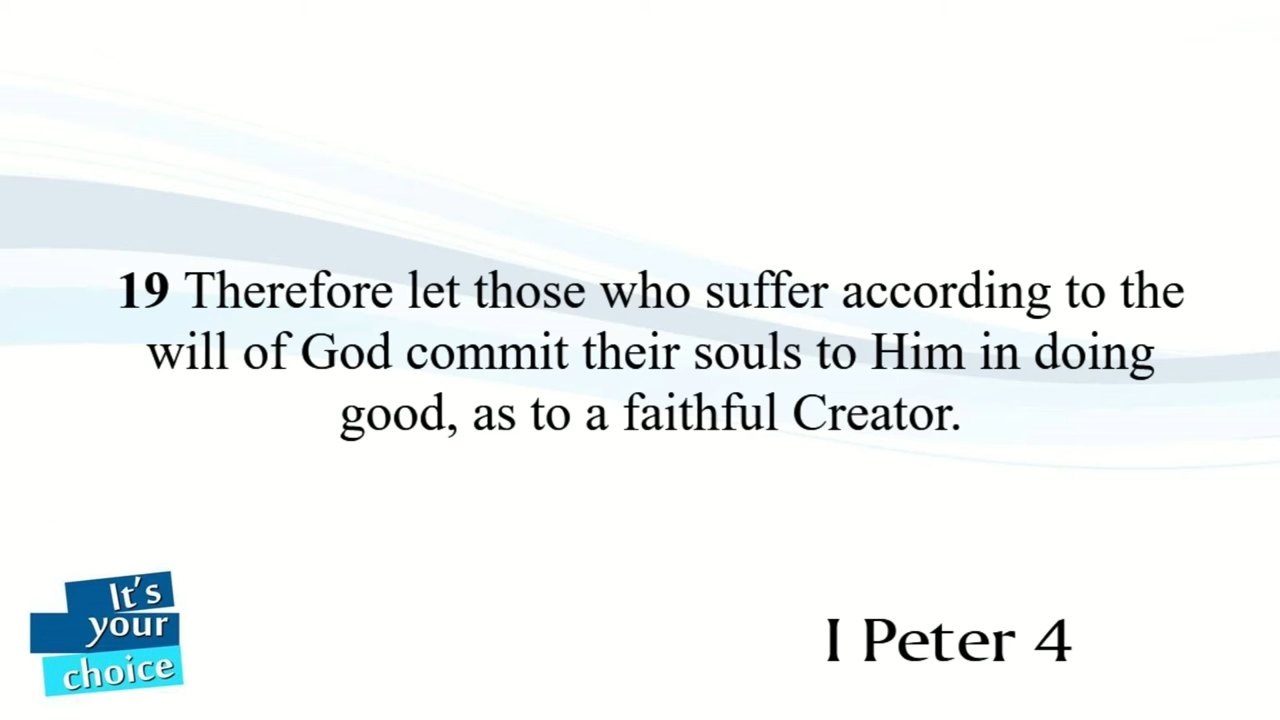 19 Therefore let those who suffer according to the
will of God commit their souls to Him in doing
good, as to a faithful Creator.
It's
your
choice
I Peter 4